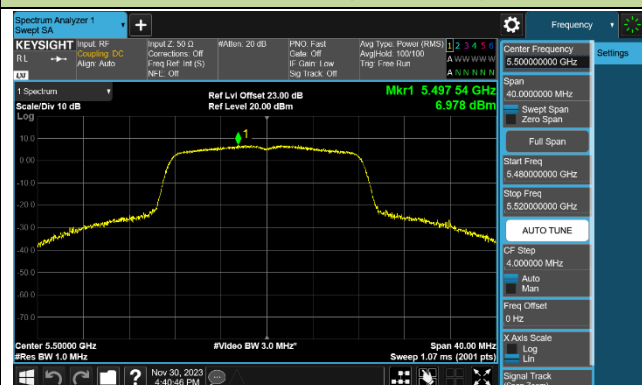 Spectrum Analyzer 1
Swept SA
Frequency
KEYSIGHT
RL
LXI
Input: RF
Coupling: DC
Align: Auto
Input Z: 50 Ω
Corrections: Off
Freq Ref: Int (S)
NFE: Off
#Atten: 20 dB
PNO: Fast
Gate: Off
IF Gain: Low
Sig Track: Off
Avg Type: Power (RMS)
Avg|Hold: 100/100
Trig: Free Run
1 2 3 4 5 6
A W W W W W
A N N N N N
Center Frequency
5.500000000 GHz
Settings
Span
40.0000000 MHz
Swept Span
Zero Span
Full Span
Start Freq
5.480000000 GHz
Stop Freq
5.520000000 GHz
AUTO TUNE
CF Step
4.000000 MHz
Auto
Man
Freq Offset
0 Hz
X Axis Scale
Log
Lin
Signal Track
(Span Zoom)
1 Spectrum
Scale/Div 10 dB
Log
Ref Lvl Offset 23.00 dB
Ref Level 20.00 dBm
Mkr1 5.497 54 GHz
6.978 dBm
1
10.0
0.00
-10.0
-20.0
-30.0
-40.0
-50.0
-60.0
-70.0
Center 5.50000 GHz
#Res BW 1.0 MHz
#Video BW 3.0 MHz*
Span 40.00 MHz
Sweep 1.07 ms (2001 pts)
Nov 30, 2023
4:40:46 PM